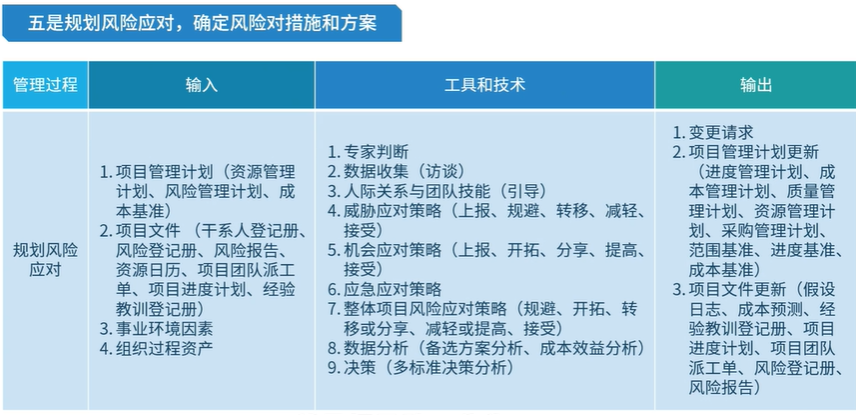 五是规划风险应对，确定风险对措施和方案
管理过程
输入
工具和技术
输出
规划风险
应对
1.项目管理计划（资源管理
计划、风险管理计划、成
本基准）
2.项目文件 （干系人登记册、
风险登记册、风险报告、
资源日历、项目团队派工
单、项目进度计划、经验
教训登记册）
3.事业环境因素
4.组织过程资产
1.专家判断
2.数据收集（访谈）
3.人际关系与团队技能（引导）
4.威胁应对策略（上报、规避、转移、减轻、
接受）
5.机会应对策略（上报、开拓、分享、提高、
接受）
6.应急应对策略
7.整体项目风险应对策略（规避、开拓、转
移或分享、减轻或提高、接受）
8.数据分析（备选方案分析、成本效益分析）
9.决策（多标准决策分析）
1.变更请求
2.项目管理计划更新
（进度管理计划、成
本管理计划、质量管
理计划、资源管理计
划、采购管理计划、
范围基准、进度基准、
成本基准）
3.项目文件更新（假设
日志、成本预测、经
验教训登记册、项目
进度计划、项目团队
派工单、风险登记册、
风险报告）